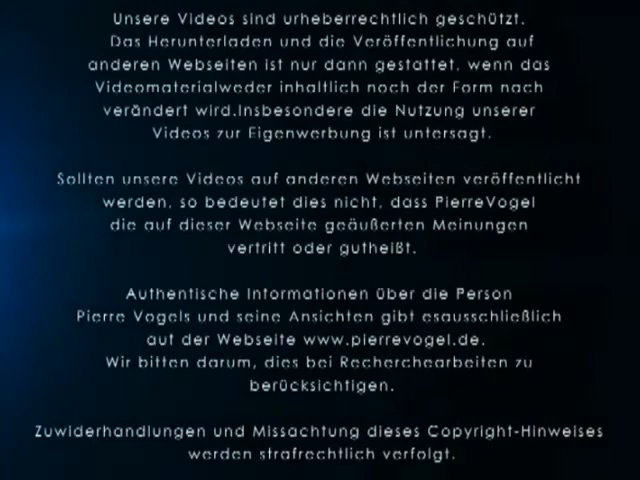 Unsere Videos sind urheberrechtlich geschützt.
Das Herunterladen und die Veröffentlichung auf
anderen Webseiten ist nur dann gestattet, wenn das
Videomaterialweder inhaltlich noch der Form nach
verändert wird.Insbesondere die Nutzung unserer
Videos zur Eigenwerbung ist untersagt.
Sollten unsere Videos auf anderen Webseiten veröffentlicht
werden, so bedeutet dies nicht, dass PierreVogel
die auf dieser Webseite geäußerten Meinungen
vertritt oder gutheißt.
Authentische Informationen über die Person
Pierre Vogels und seine Ansichten gibt esausschließlich
auf der Webseite www.pierrevogel.de.
Wir bitten darum, dies bei Recherchearbeiten zu
berücksichtigen.
Zuwiderhandlungen und Missachtung dieses Copyright-Hinweises
werden strafrechtlich verfolgt.